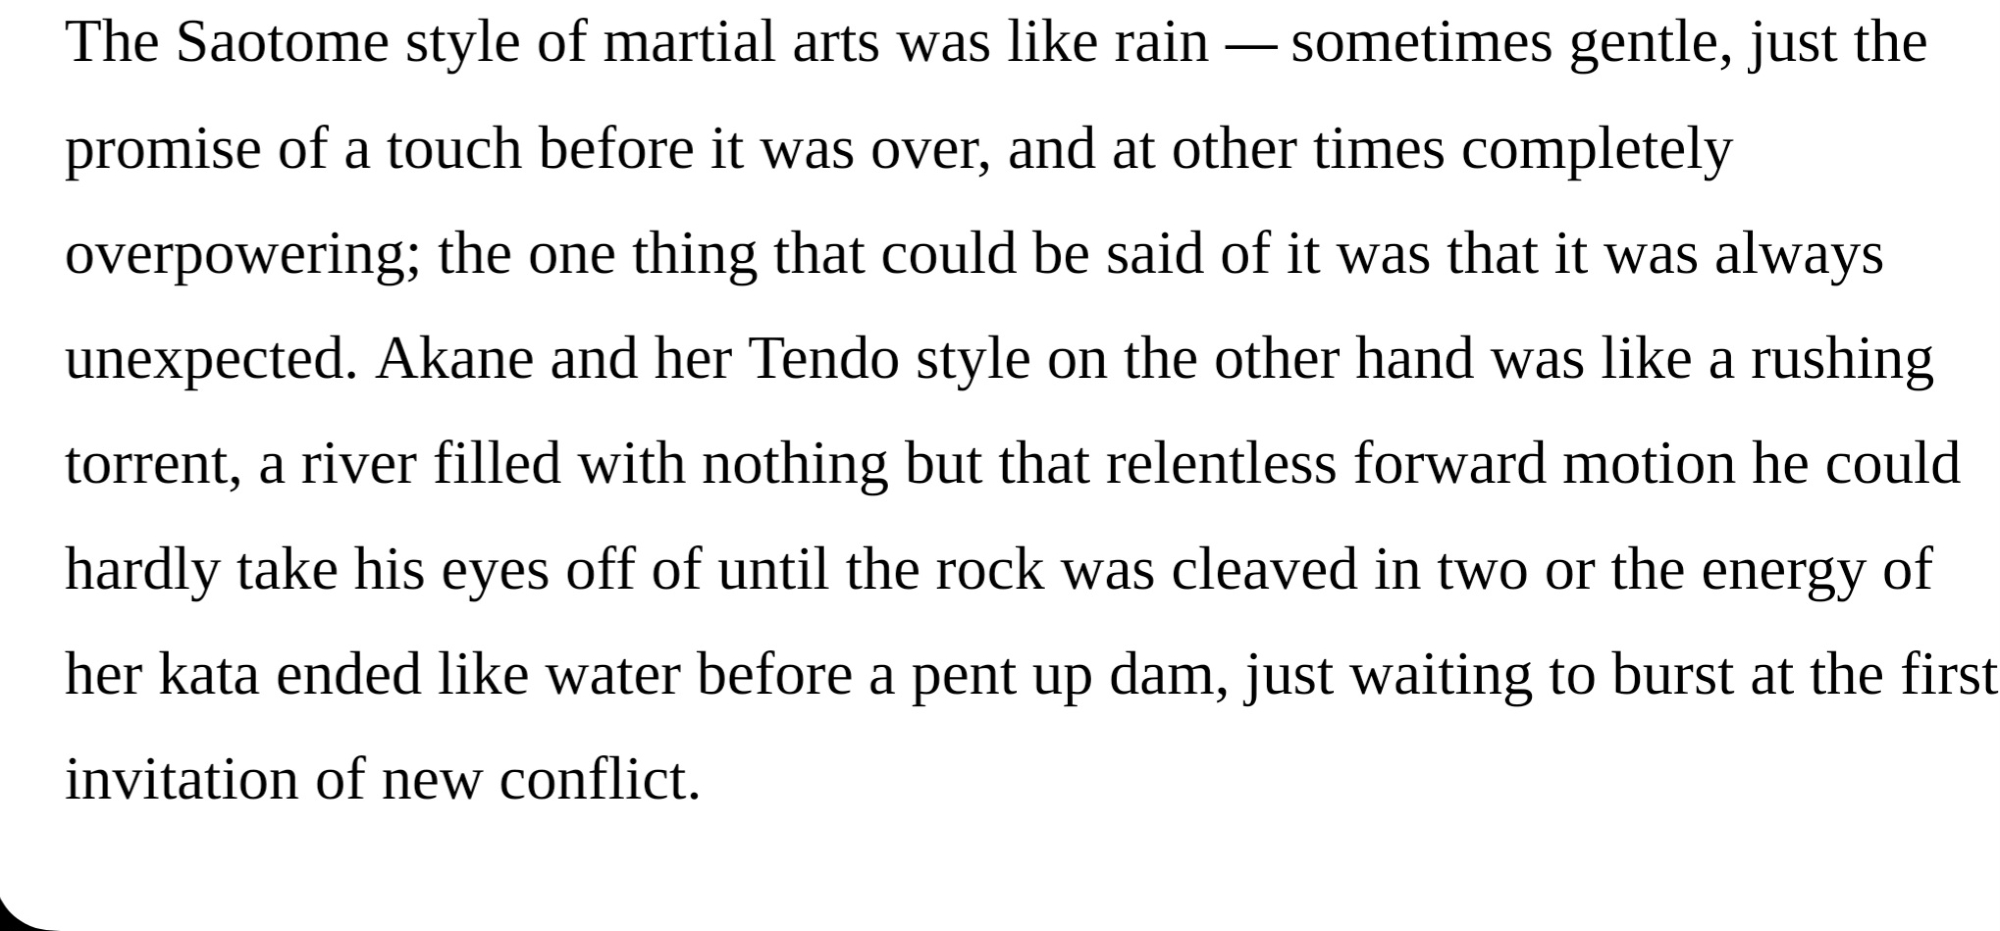 The Saotome style of martial arts was like rain — sometimes gentle, just the
promise of a touch before it was over, and at other times completely
overpowering; the one thing that could be said of it was that it was always
unexpected. Akane and her Tendo style on the other hand was like a rushing
torrent, a river filled with nothing but that relentless forward motion he could
hardly take his eyes off of until the rock was cleaved in two or the energy of
her kata ended like water before a pent up dam, just waiting to burst at the first
invitation of new conflict.